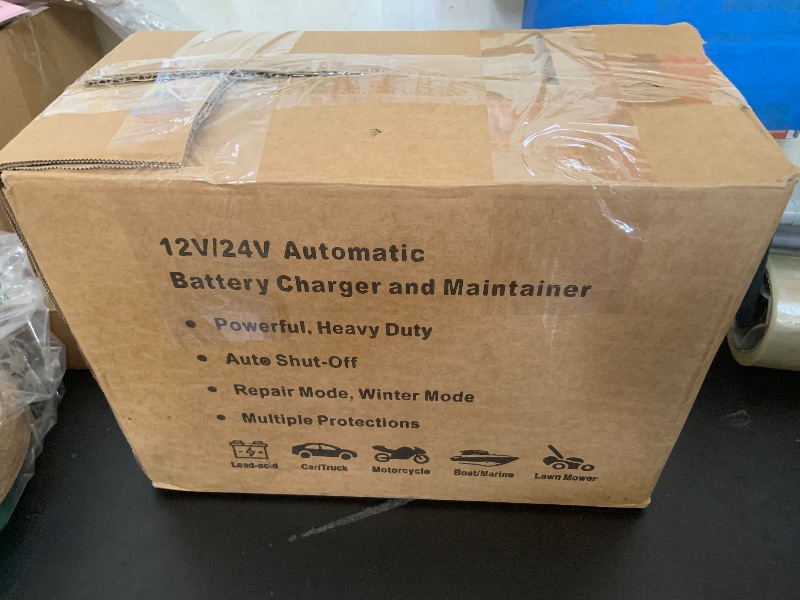 12V/24V Automatic
Battery Charger and Maintainer
• Powerful, Heavy Duty
• Auto Shut-Off
• Repair Mode, Winter Mode
• Multiple Protections
Lead-acid Car/Truck Motorcycle Boat/Marine Lawn Mower